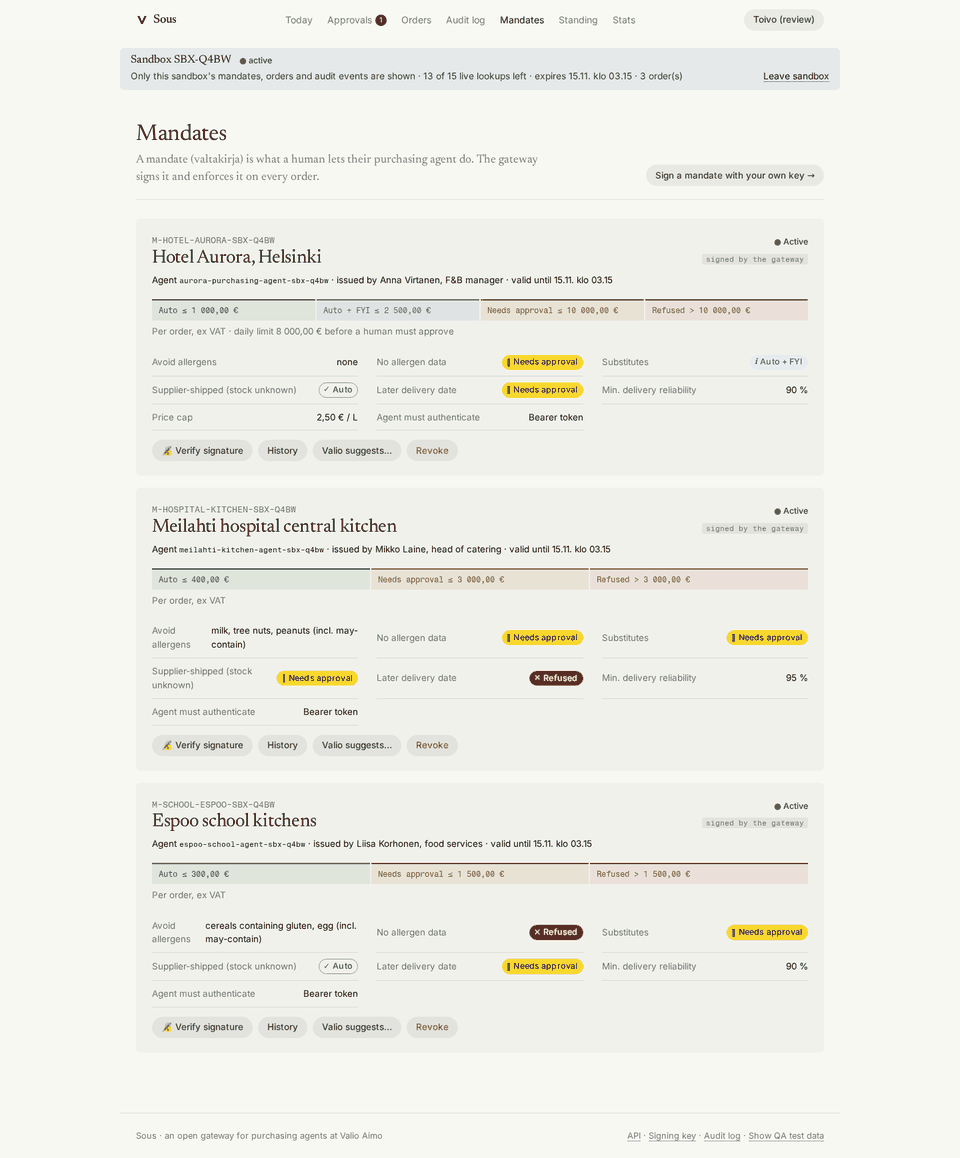 Sous
Today Approvals 1 Orders Audit log Mandates Standing Stats
Toivo (review)
Sandbox SBX-Q4BW ● active
Only this sandbox's mandates, orders and audit events are shown · 13 of 15 live lookups left · expires 15.11. klo 03.15 · 3 order(s)
Leave sandbox
Mandates
A mandate (valtakirja) is what a human lets their purchasing agent do. The gateway
signs it and enforces it on every order.
Sign a mandate with your own key →
M-HOTEL-AURORA-SBX-Q4BW
● Active
Hotel Aurora, Helsinki
signed by the gateway
Agent aurora-purchasing-agent-sbx-q4bw · issued by Anna Virtanen, F&B manager · valid until 15.11. klo 03.15
Auto ≤ 1 000,00 € Auto + FYI ≤ 2 500,00 € Needs approval ≤ 10 000,00 € Refused > 10 000,00 €
Per order, ex VAT · daily limit 8 000,00 € before a human must approve
Avoid allergens none No allergen data ‖ Needs approval Substitutes i Auto + FYI
Supplier-shipped (stock unknown) ✓ Auto Later delivery date ‖ Needs approval Min. delivery reliability 90 %
Price cap 2,50 € / L Agent must authenticate Bearer token
Verify signature History Valio suggests... Revoke
M-HOSPITAL-KITCHEN-SBX-Q4BW
● Active
Meilahti hospital central kitchen
signed by the gateway
Agent meilahti-kitchen-agent-sbx-q4bw · issued by Mikko Laine, head of catering · valid until 15.11. klo 03.15
Auto ≤ 400,00 € Needs approval ≤ 3 000,00 € Refused > 3 000,00 €
Per order, ex VAT
Avoid allergens milk, tree nuts, peanuts (incl. may-contain) No allergen data ‖ Needs approval Substitutes ‖ Needs approval
Supplier-shipped (stock unknown) ‖ Needs approval Later delivery date ✕ Refused Min. delivery reliability 95 %
Agent must authenticate Bearer token
Verify signature History Valio suggests... Revoke
M-SCHOOL-ESPOO-SBX-Q4BW
● Active
Espoo school kitchens
signed by the gateway
Agent espoo-school-agent-sbx-q4bw · issued by Liisa Korhonen, food services · valid until 15.11. klo 03.15
Auto ≤ 300,00 € Needs approval ≤ 1 500,00 € Refused > 1 500,00 €
Per order, ex VAT
Avoid allergens cereals containing gluten, egg (incl. may-contain) No allergen data ✕ Refused Substitutes ‖ Needs approval
Supplier-shipped (stock unknown) ✓ Auto Later delivery date ‖ Needs approval Min. delivery reliability 90 %
Agent must authenticate Bearer token
Verify signature History Valio suggests... Revoke
Sous · an open gateway for purchasing agents at Valio Aimo
API · Signing key · Audit log · Show QA test data